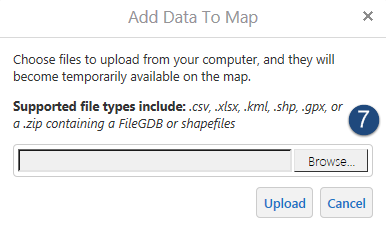 Add Data To Map
×
Choose files to upload from your computer, and they will
become temporarily available on the map.
Supported file types include: .csv, .xlsx, .kml, .shp, .gpx, or
a .zip containing a FileGDB or shapefiles
7
Browse...
Upload Cancel